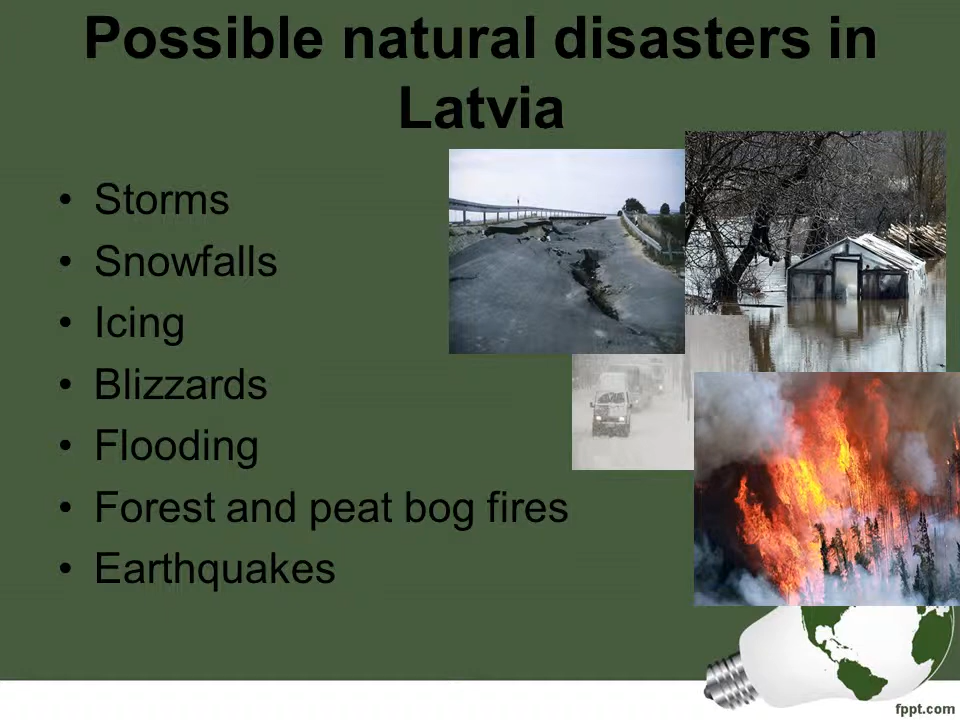 Possible natural disasters in
Latvia
• Storms
• Snowfalls
• Icing
• Blizzards
• Flooding
• Forest and peat bog fires
• Earthquakes
fppt.com